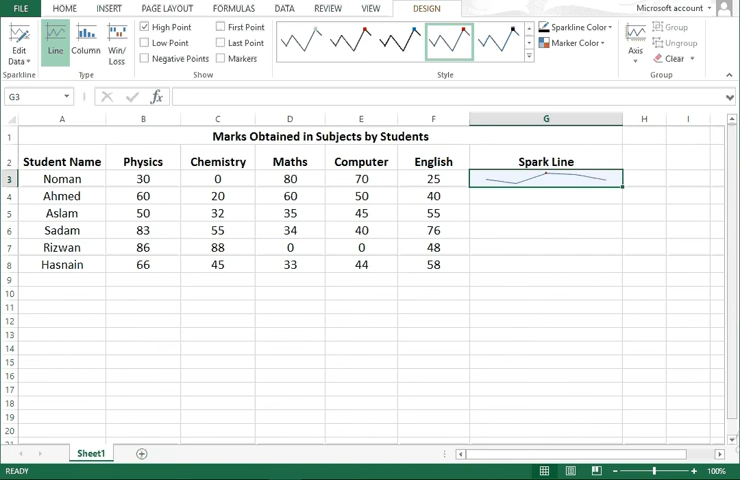 FILE HOME INSERT PAGE LAYOUT FORMULAS DATA REVIEW VIEW DESIGN Microsoft account
Edit Data
Line
Column
Win/Loss
High Point First Point
Low Point Last Point
Negative Points Markers
Sparkline Color
Marker Color
Axis
Group
Ungroup
Clear
Sparkline Type Show Style Group
G3 fx
A B C D E F G H I
1 Marks Obtained in Subjects by Students
2 Student Name Physics Chemistry Maths Computer English Spark Line
3 Noman 30 0 80 70 25
4 Ahmed 60 20 60 50 40
5 Aslam 50 32 35 45 55
6 Sadam 83 55 34 40 76
7 Rizwan 86 88 0 0 48
8 Hasnain 66 45 33 44 58
9
10
11
12
13
14
15
16
17
18
19
20
21
Sheet1
READY 100%